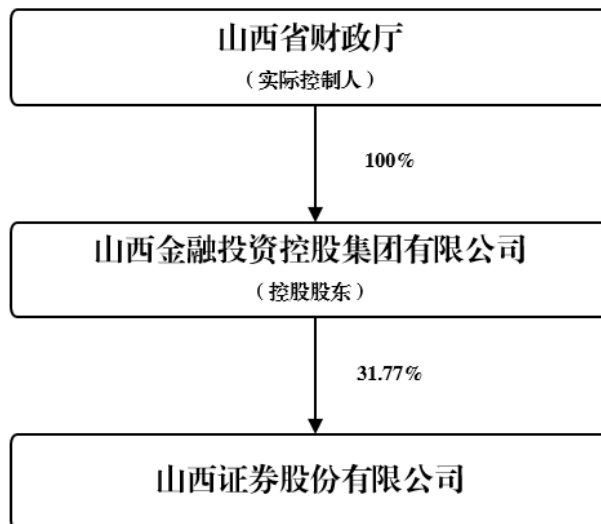 山西省财政厅
（实际控制人）
100%
山西金融投资控股集团有限公司
（控股股东）
31.77%
山西证券股份有限公司